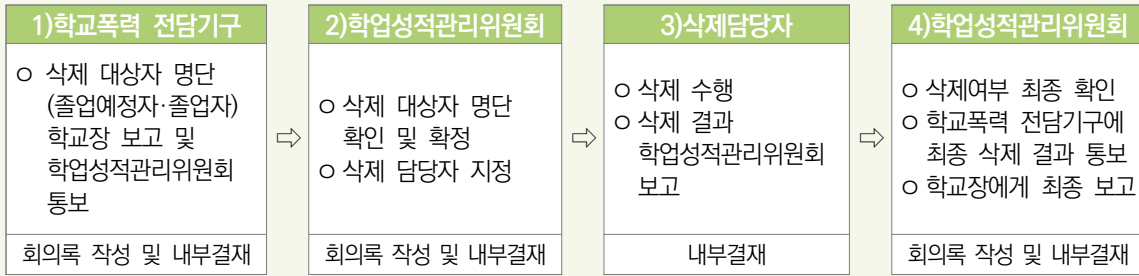 1)학교폭력 전담기구
ㅇ 삭제 대상자 명단
(졸업예정자·졸업자)
학교장 보고 및
학업성적관리위원회
통보
회의록 작성 및 내부결재
⇨
2)학업성적관리위원회
ㅇ 삭제 대상자 명단
확인 및 확정
ㅇ 삭제 담당자 지정
회의록 작성 및 내부결재
⇨
3)삭제담당자
ㅇ 삭제 수행
ㅇ 삭제 결과
학업성적관리위원회
보고
내부결재
⇨
4)학업성적관리위원회
ㅇ 삭제여부 최종 확인
ㅇ 학교폭력 전담기구에
최종 삭제 결과 통보
ㅇ 학교장에게 최종 보고
회의록 작성 및 내부결재